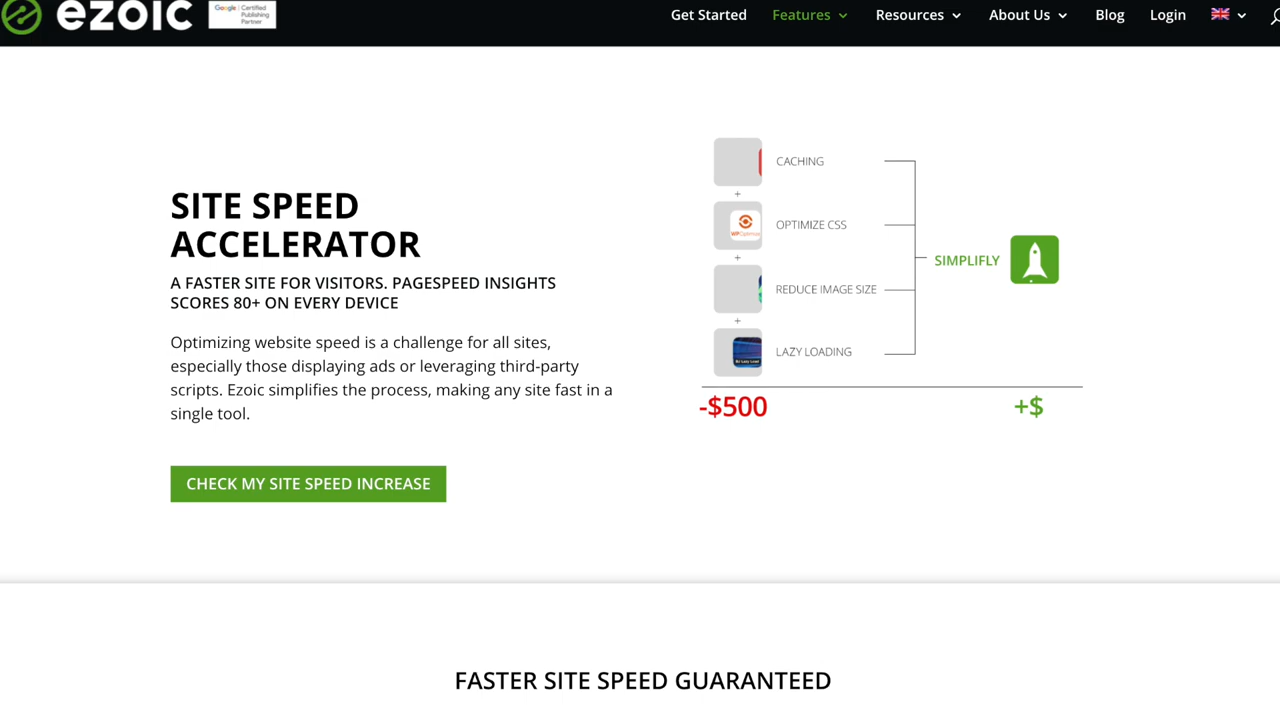 ezoic
Google Certified
Publishing
Partner
Get Started Features Resources About Us Blog Login
CACHING
+
OPTIMIZE CSS
+
REDUCE IMAGE SIZE
+
LAZY LOADING
SIMPLIFLY
-$500 +$
SITE SPEED
ACCELERATOR
A FASTER SITE FOR VISITORS. PAGESPEED INSIGHTS
SCORES 80+ ON EVERY DEVICE
Optimizing website speed is a challenge for all sites,
especially those displaying ads or leveraging third-party
scripts. Ezoic simplifies the process, making any site fast in a
single tool.
CHECK MY SITE SPEED INCREASE
FASTER SITE SPEED GUARANTEED